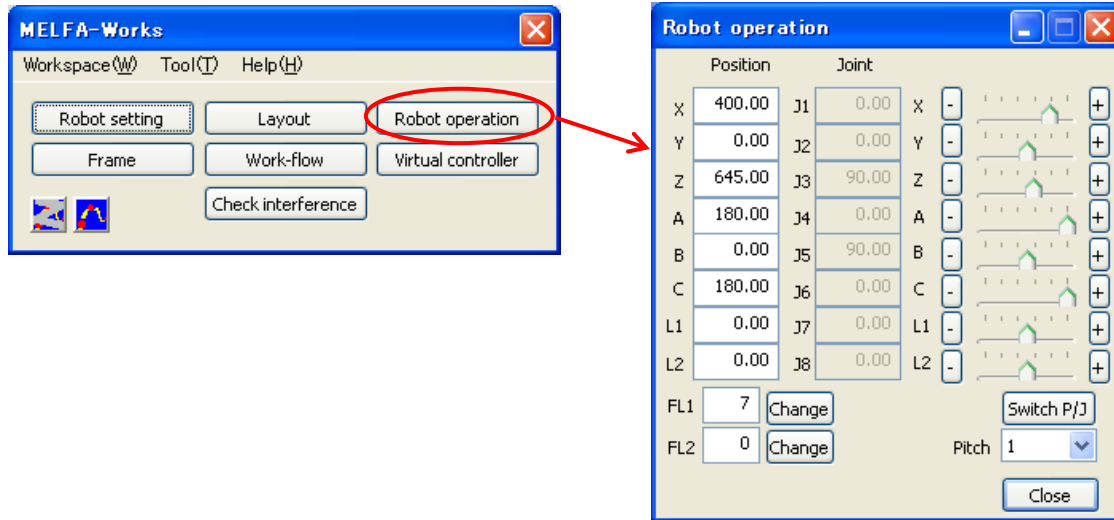 MELFA-Works
Workspace(W) Tool(T) Help(H)
Robot setting Layout Robot operation
Frame Work-flow Virtual controller
Check interference
Robot operation
Position Joint
X 400.00 J1 0.00 X - +
Y 0.00 J2 0.00 Y - +
Z 645.00 J3 90.00 Z - +
A 180.00 J4 0.00 A - +
B 0.00 J5 90.00 B - +
C 180.00 J6 0.00 C - +
L1 0.00 J7 0.00 L1 - +
L2 0.00 J8 0.00 L2 - +
FL1 7 Change Switch P/J
FL2 0 Change Pitch 1
Close